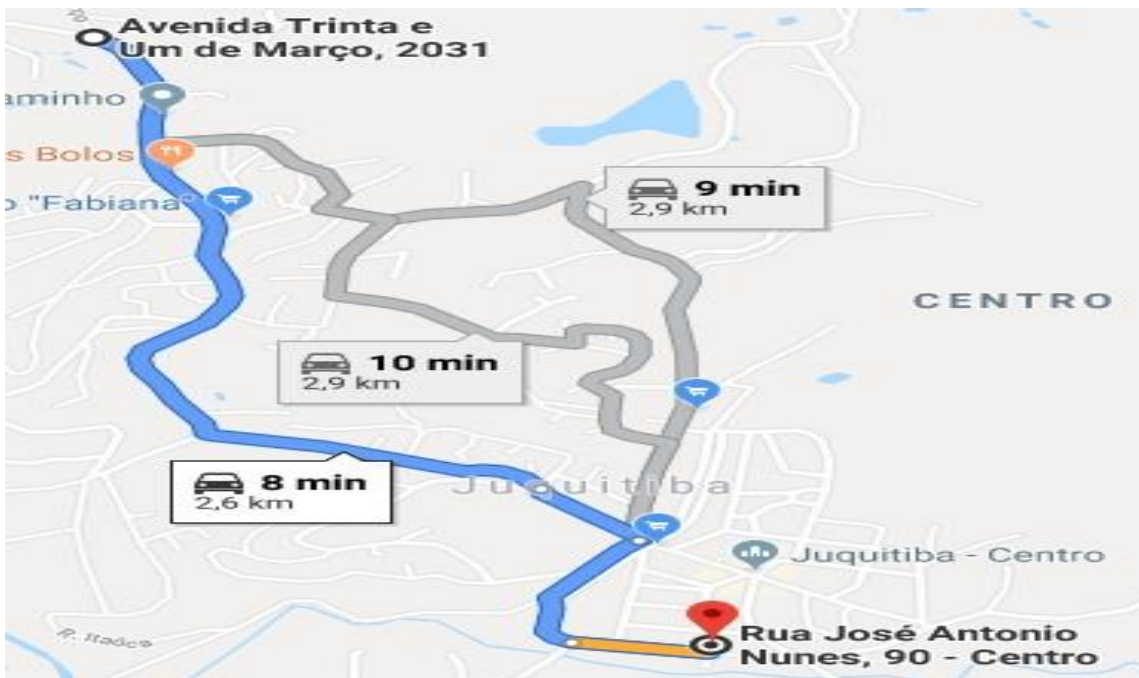 Avenida Trinta e
Um de Março, 2031
aminho
s Bolos
o "Fabiana"
9 min
2,9 km
CENTRO
10 min
2,9 km
8 min
2,6 km
Juquitiba
Juquitiba - Centro
Rua José Antonio
Nunes, 90 - Centro